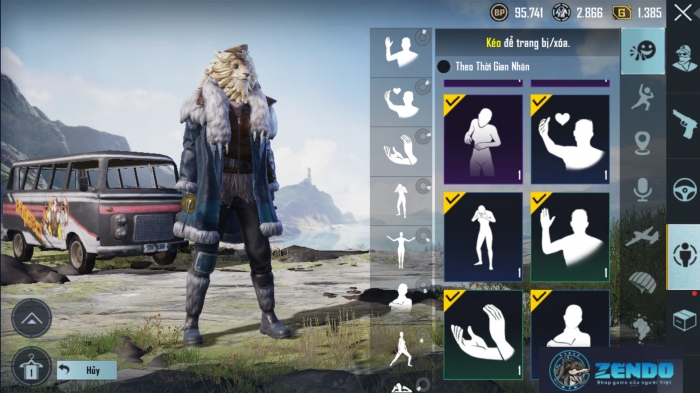 BP 95.741 2.866 G 1.385
Kéo để trang bị/xóa.
Theo Thời Gian Nhận
1 1
1 1
1
1
Hủy
ZENDO
Shop game của người Việt